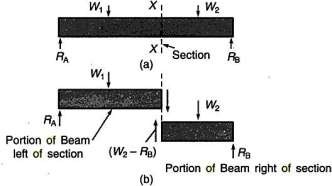 W1 X W2
X
Section
RA RB
(a)
W1
W2
RA
Portion of Beam
left of section
(W2 – RB)
RB
Portion of Beam right of section
(b)